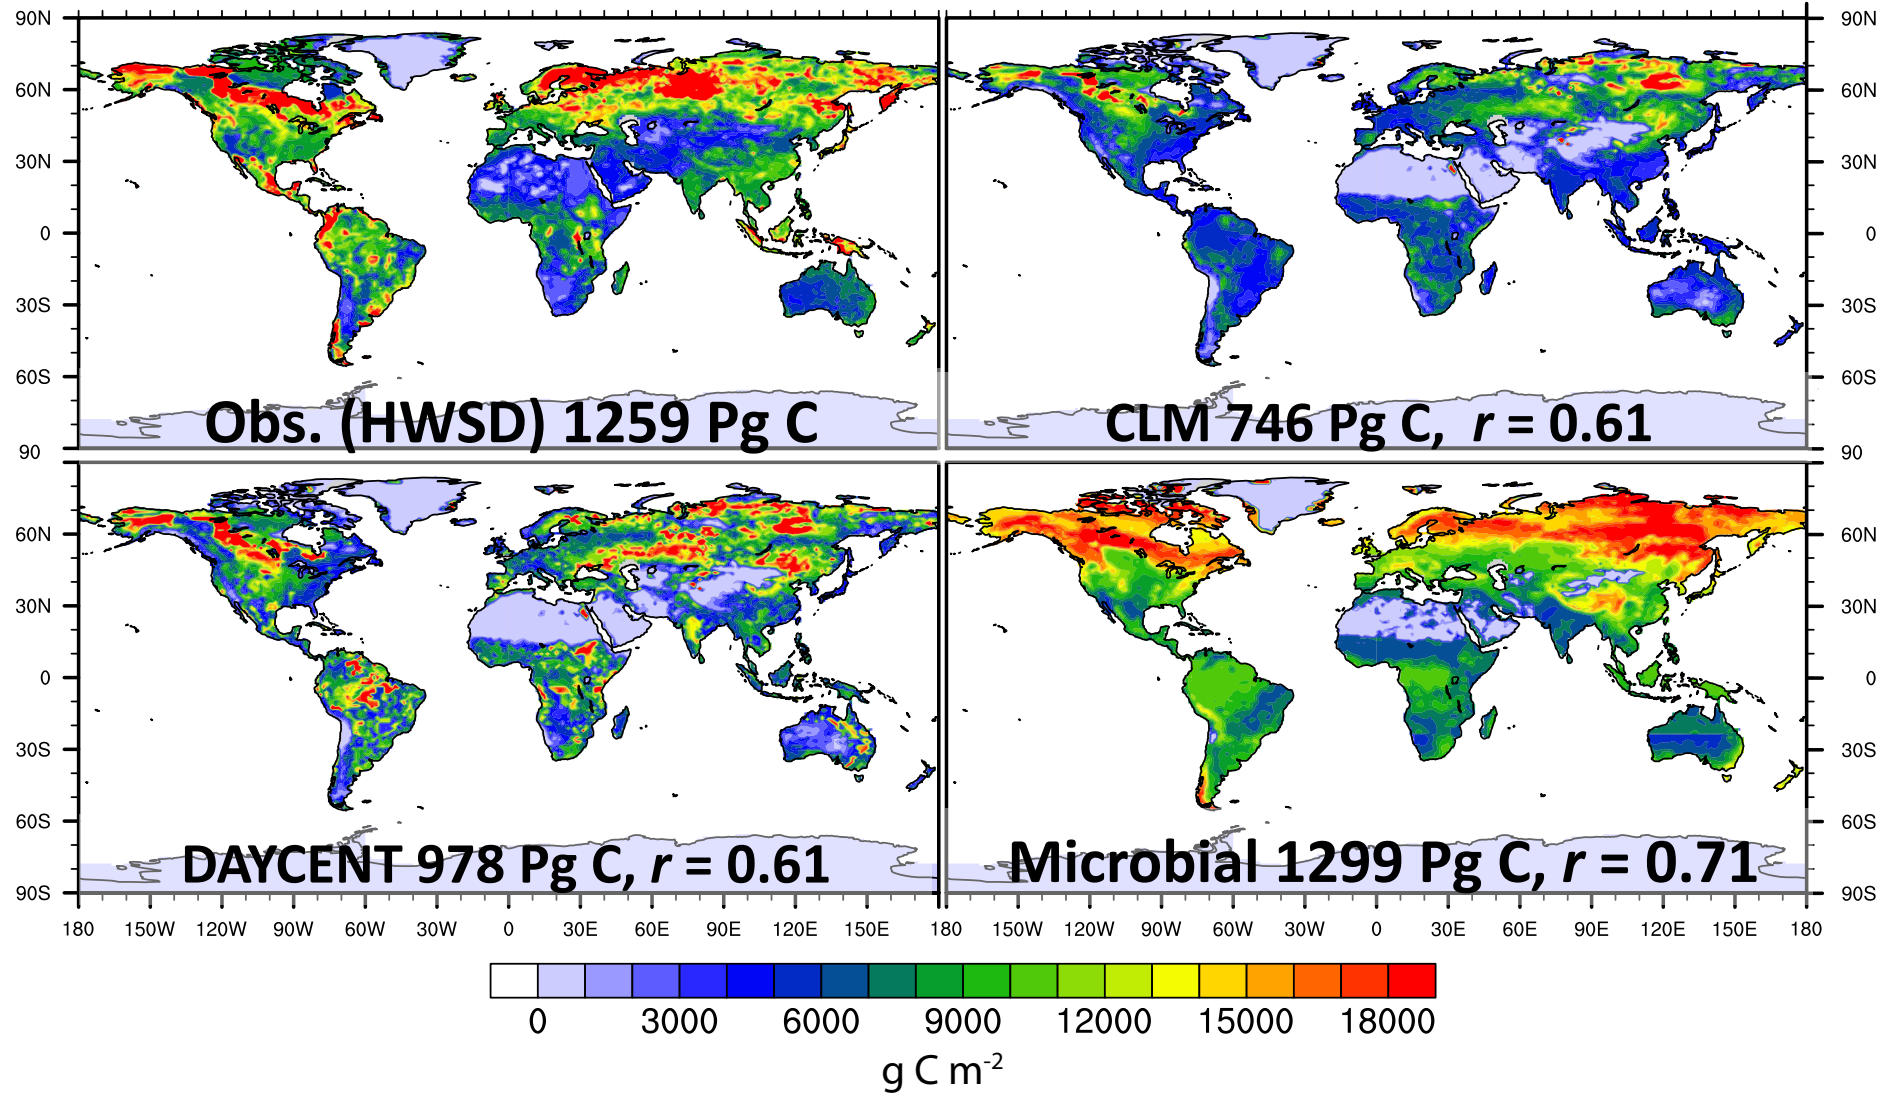 90N
90N
60N
60N
30N
30N
0
0
30S
30S
60S
60S
Obs. (HWSD) 1259 Pg C
CLM 746 Pg C, r = 0.61
90
90
60N
60N
30N
30N
0
0
30S
30S
60S
60S
DAYCENT 978 Pg C, r = 0.61
Microbial 1299 Pg C, r = 0.71
90S
90S
180 150W 120W 90W 60W 30W 0 30E 60E 90E 120E 150E 180 150W 120W 90W 60W 30W 0 30E 60E 90E 120E 150E 180
0 3000 6000 9000 12000 15000 18000
g C m-2